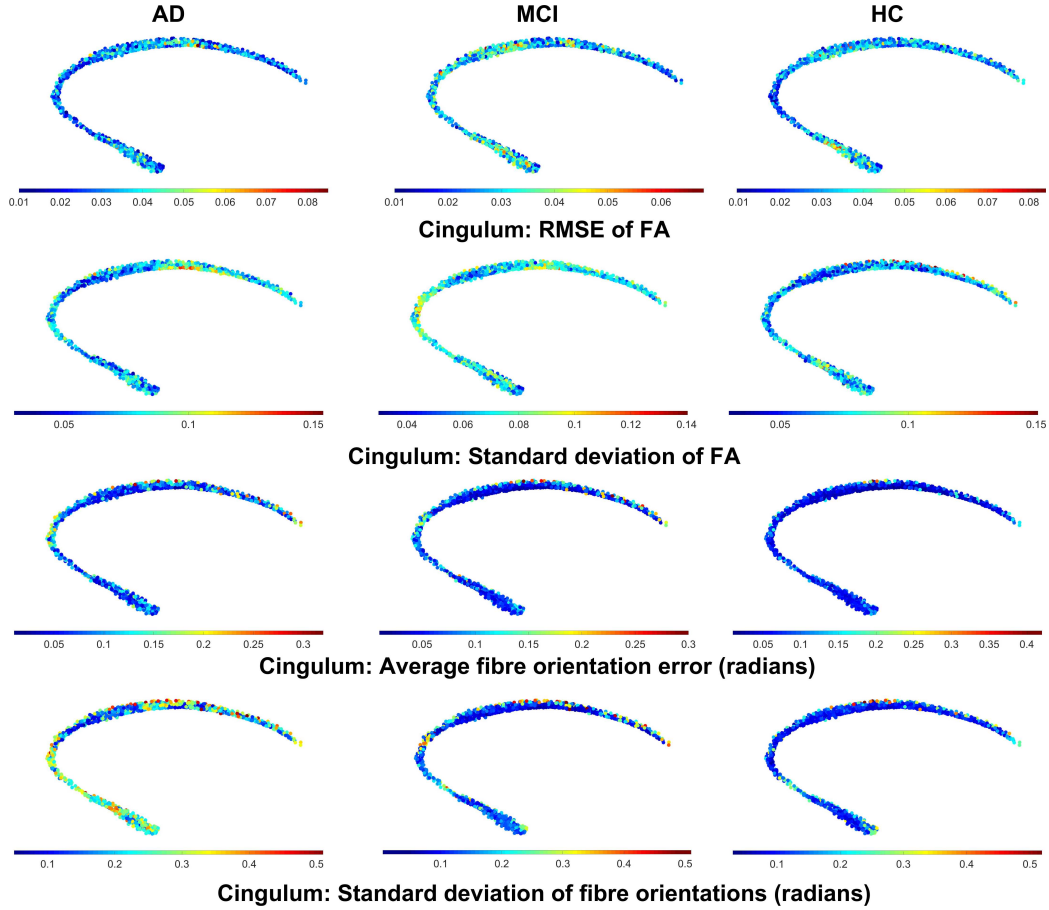 AD MCI HC
0.01 0.02 0.03 0.04 0.05 0.06 0.07 0.08 0.01 0.02 0.03 0.04 0.05 0.06 0.01 0.02 0.03 0.04 0.05 0.06 0.07 0.08
Cingulum: RMSE of FA
0.05 0.1 0.15 0.04 0.06 0.08 0.1 0.12 0.14 0.05 0.1 0.15
Cingulum: Standard deviation of FA
0.05 0.1 0.15 0.2 0.25 0.3 0.05 0.1 0.15 0.2 0.25 0.3 0.05 0.1 0.15 0.2 0.25 0.3 0.35 0.4
Cingulum: Average fibre orientation error (radians)
0.1 0.2 0.3 0.4 0.5 0.1 0.2 0.3 0.4 0.5 0.1 0.2 0.3 0.4 0.5
Cingulum: Standard deviation of fibre orientations (radians)